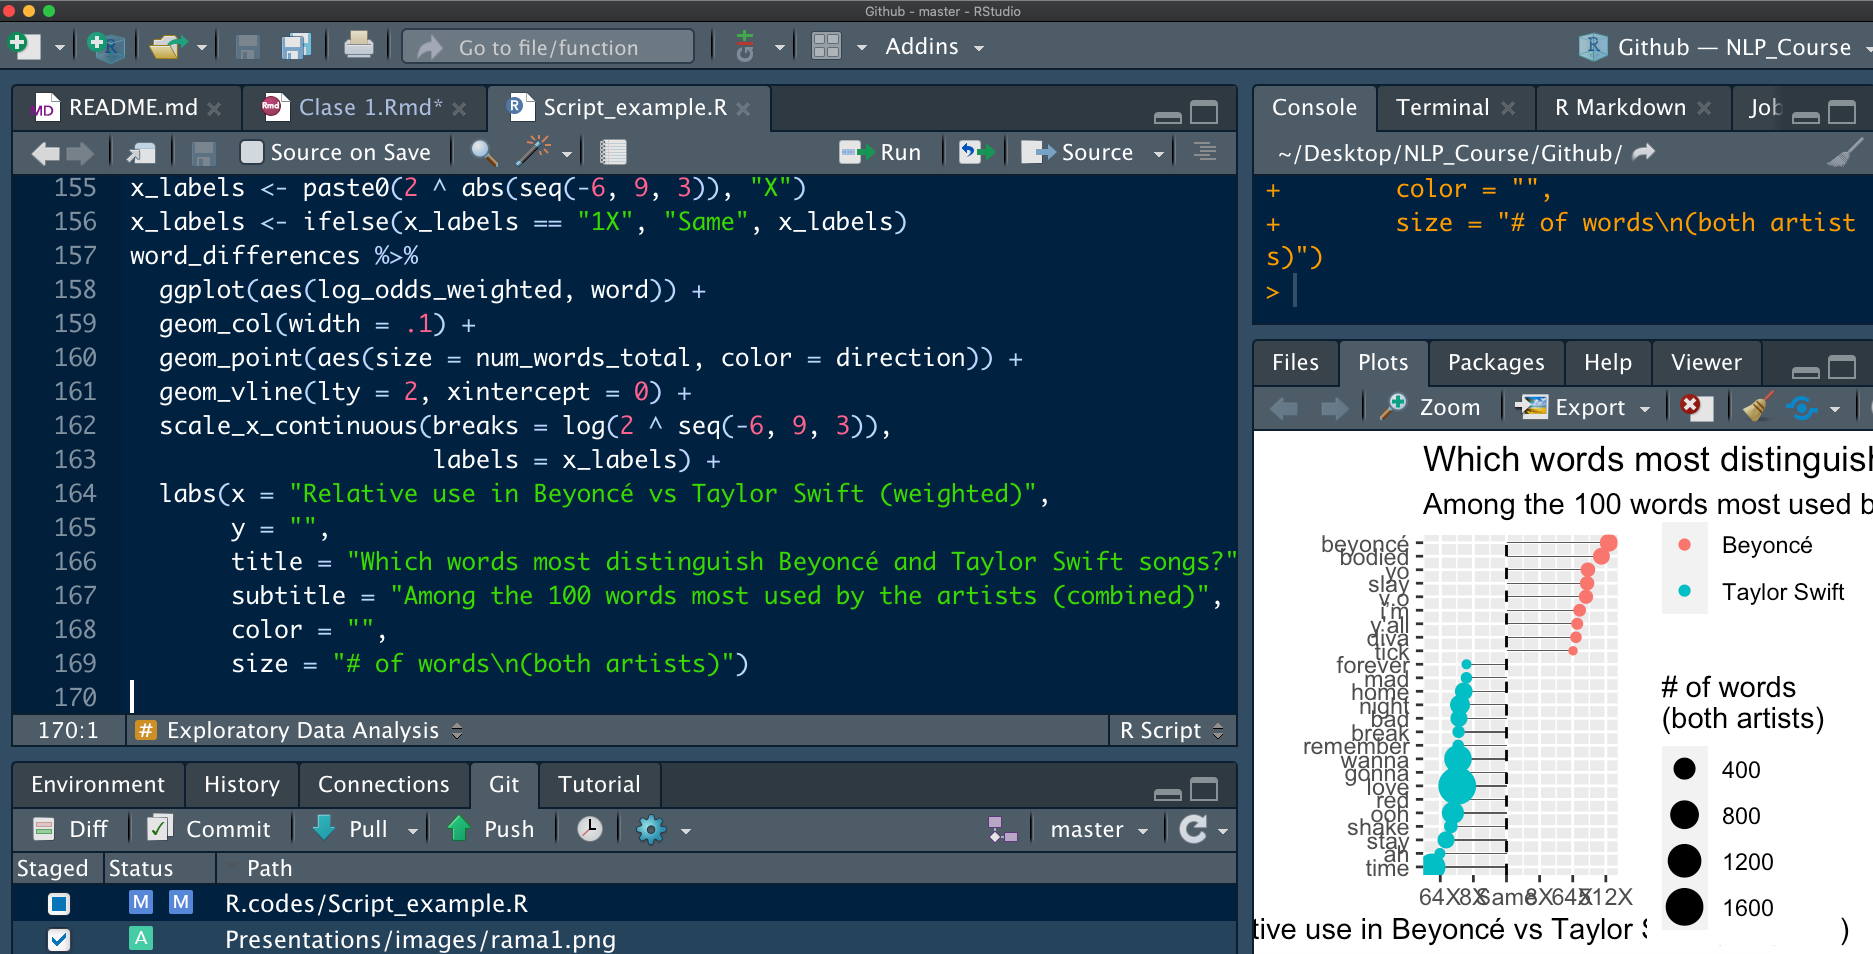 Github - master - RStudio
Go to file/function
Addins
Github — NLP_Course
README.md
Clase 1.Rmd*
Script_example.R
Source on Save
Run
Source
155 x_labels <- paste0(2 ^ abs(seq(-6, 9, 3)), "X")
156 x_labels <- ifelse(x_labels == "1X", "Same", x_labels)
157 word_differences %>%
158 ggplot(aes(log_odds_weighted, word)) +
159 geom_col(width = .1) +
160 geom_point(aes(size = num_words_total, color = direction)) +
161 geom_vline(lty = 2, xintercept = 0) +
162 scale_x_continuous(breaks = log(2 ^ seq(-6, 9, 3)),
163 labels = x_labels) +
164 labs(x = "Relative use in Beyoncé vs Taylor Swift (weighted)",
165 y = "",
166 title = "Which words most distinguish Beyoncé and Taylor Swift songs?"
167 subtitle = "Among the 100 words most used by the artists (combined)",
168 color = "",
169 size = "# of words\n(both artists)")
170
170:1
# Exploratory Data Analysis
R Script
Environment
History
Connections
Git
Tutorial
Diff
Commit
Pull
Push
master
Staged
Status
Path
M M R.codes/Script_example.R
A Presentations/images/rama1.png
Console
Terminal
R Markdown
Job
~/Desktop/NLP_Course/Github/
+ color = "",
+ size = "# of words\n(both artist
s)")
>
Files
Plots
Packages
Help
Viewer
Zoom
Export
Which words most distinguish
Among the 100 words most used b
beyoncé
bodied
yo
slay
y.o
i'm
y'all
diva
tick
forever
mad
home
night
bad
break
remember
wanna
gonna
love
red
ooh
shake
stay
ah
time
64X
8X
Same
8X
64X
512X
tive use in Beyoncé vs Taylor S
)
Beyoncé
Taylor Swift
# of words
(both artists)
400
800
1200
1600